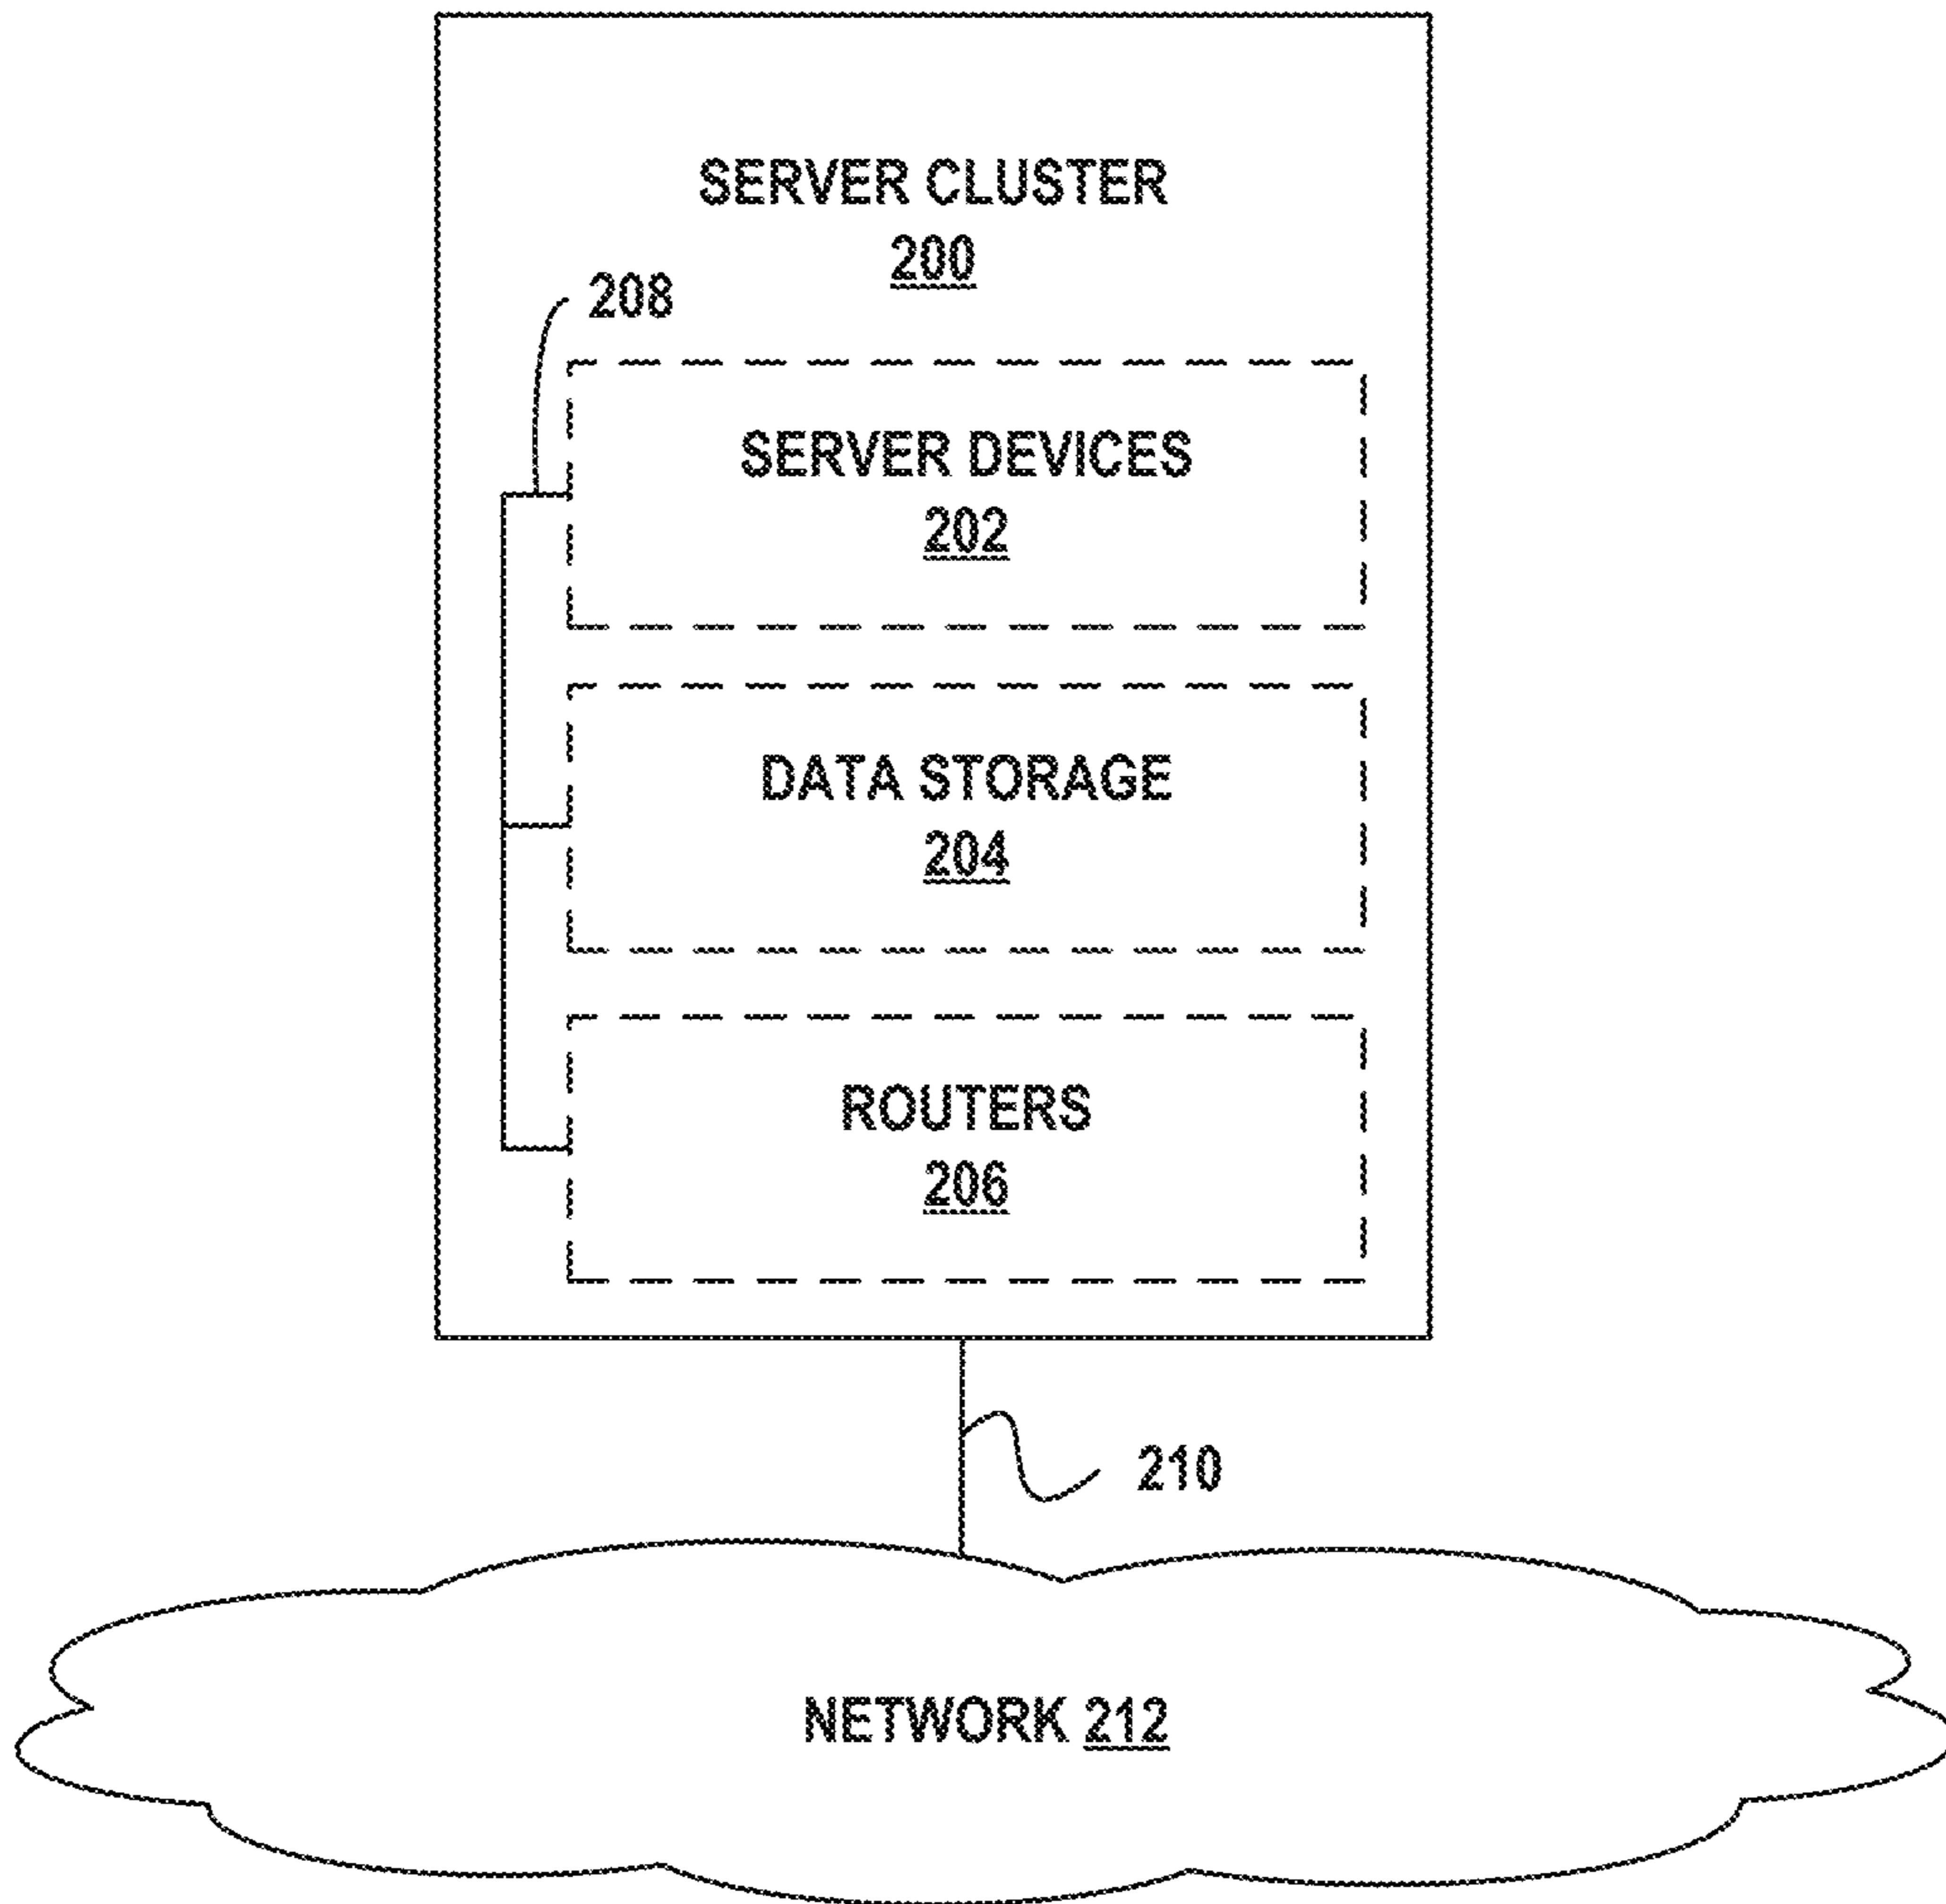 SERVER CLUSTER
200
208
SERVER DEVICES
202
DATA STORAGE
204
ROUTERS
206
210
NETWORK 212